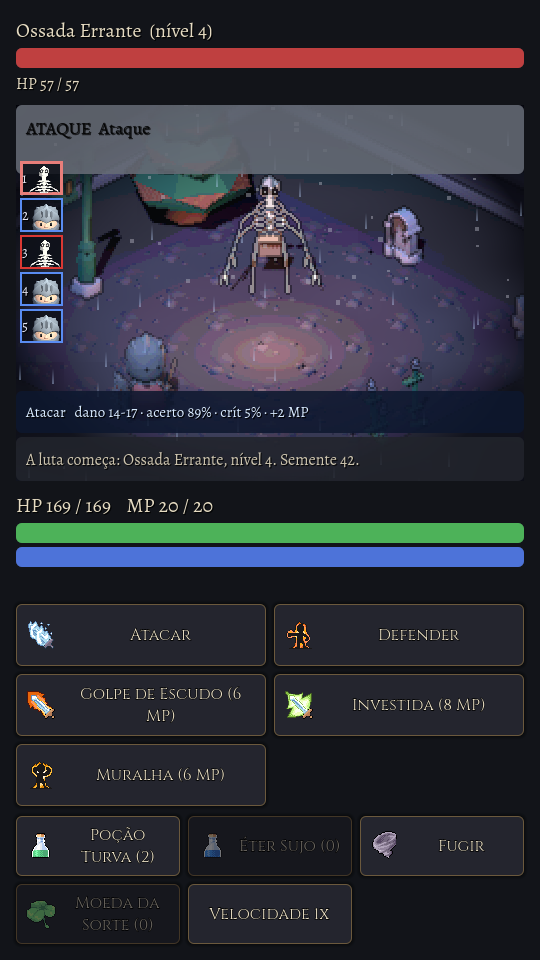 Ossada Errante (nível 4)
HP 57 / 57
ATAQUE Ataque
1
2
3
4
5
Atacar dano 14-17 · acerto 89% · crít 5% · +2 MP
A luta começa: Ossada Errante, nível 4. Semente 42.
HP 169 / 169 MP 20 / 20
Atacar
Defender
Golpe de Escudo (6
MP)
Investida (8 MP)
Muralha (6 MP)
Poção
Turva (2)
Éter Sujo (0)
Fugir
Moeda da
Sorte (0)
Velocidade 1x